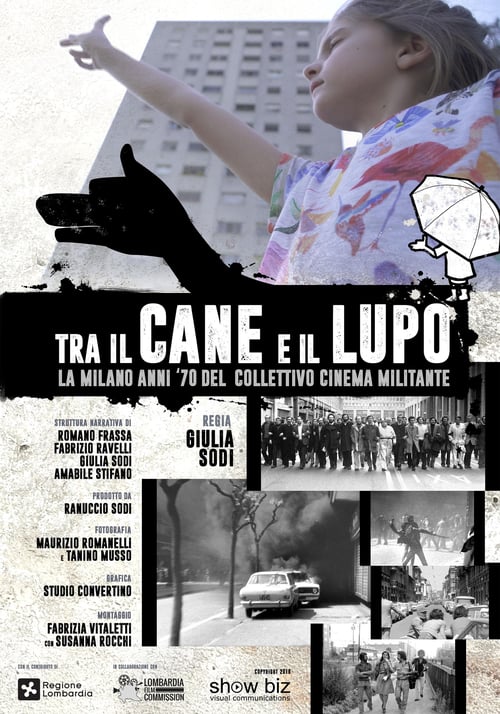 TRA IL CANE E IL LUPO
LA MILANO ANNI '70 DEL COLLETTIVO CINEMA MILITANTE
STRUTTURA NARRATIVA DI
ROMANO FRASSA
FABRIZIO RAVELLI
GIULIA SODI
AMABILE STIFANO
REGIA
GIULIA
SODI
PRODOTTO DA
RANUCCIO SODI
FOTOGRAFIA
MAURIZIO ROMANELLI
E TANINO MUSSO
GRAFICA
STUDIO CONVERTINO
MONTAGGIO
FABRIZIA VITALETTI
CON SUSANNA ROCCHI
CON IL CONTRIBUTO DI
Regione
Lombardia
IN COLLABORAZIONE CON
LOMBARDIA
FILM
COMMISSION
COPYRIGHT 2018
show biz
visual communications